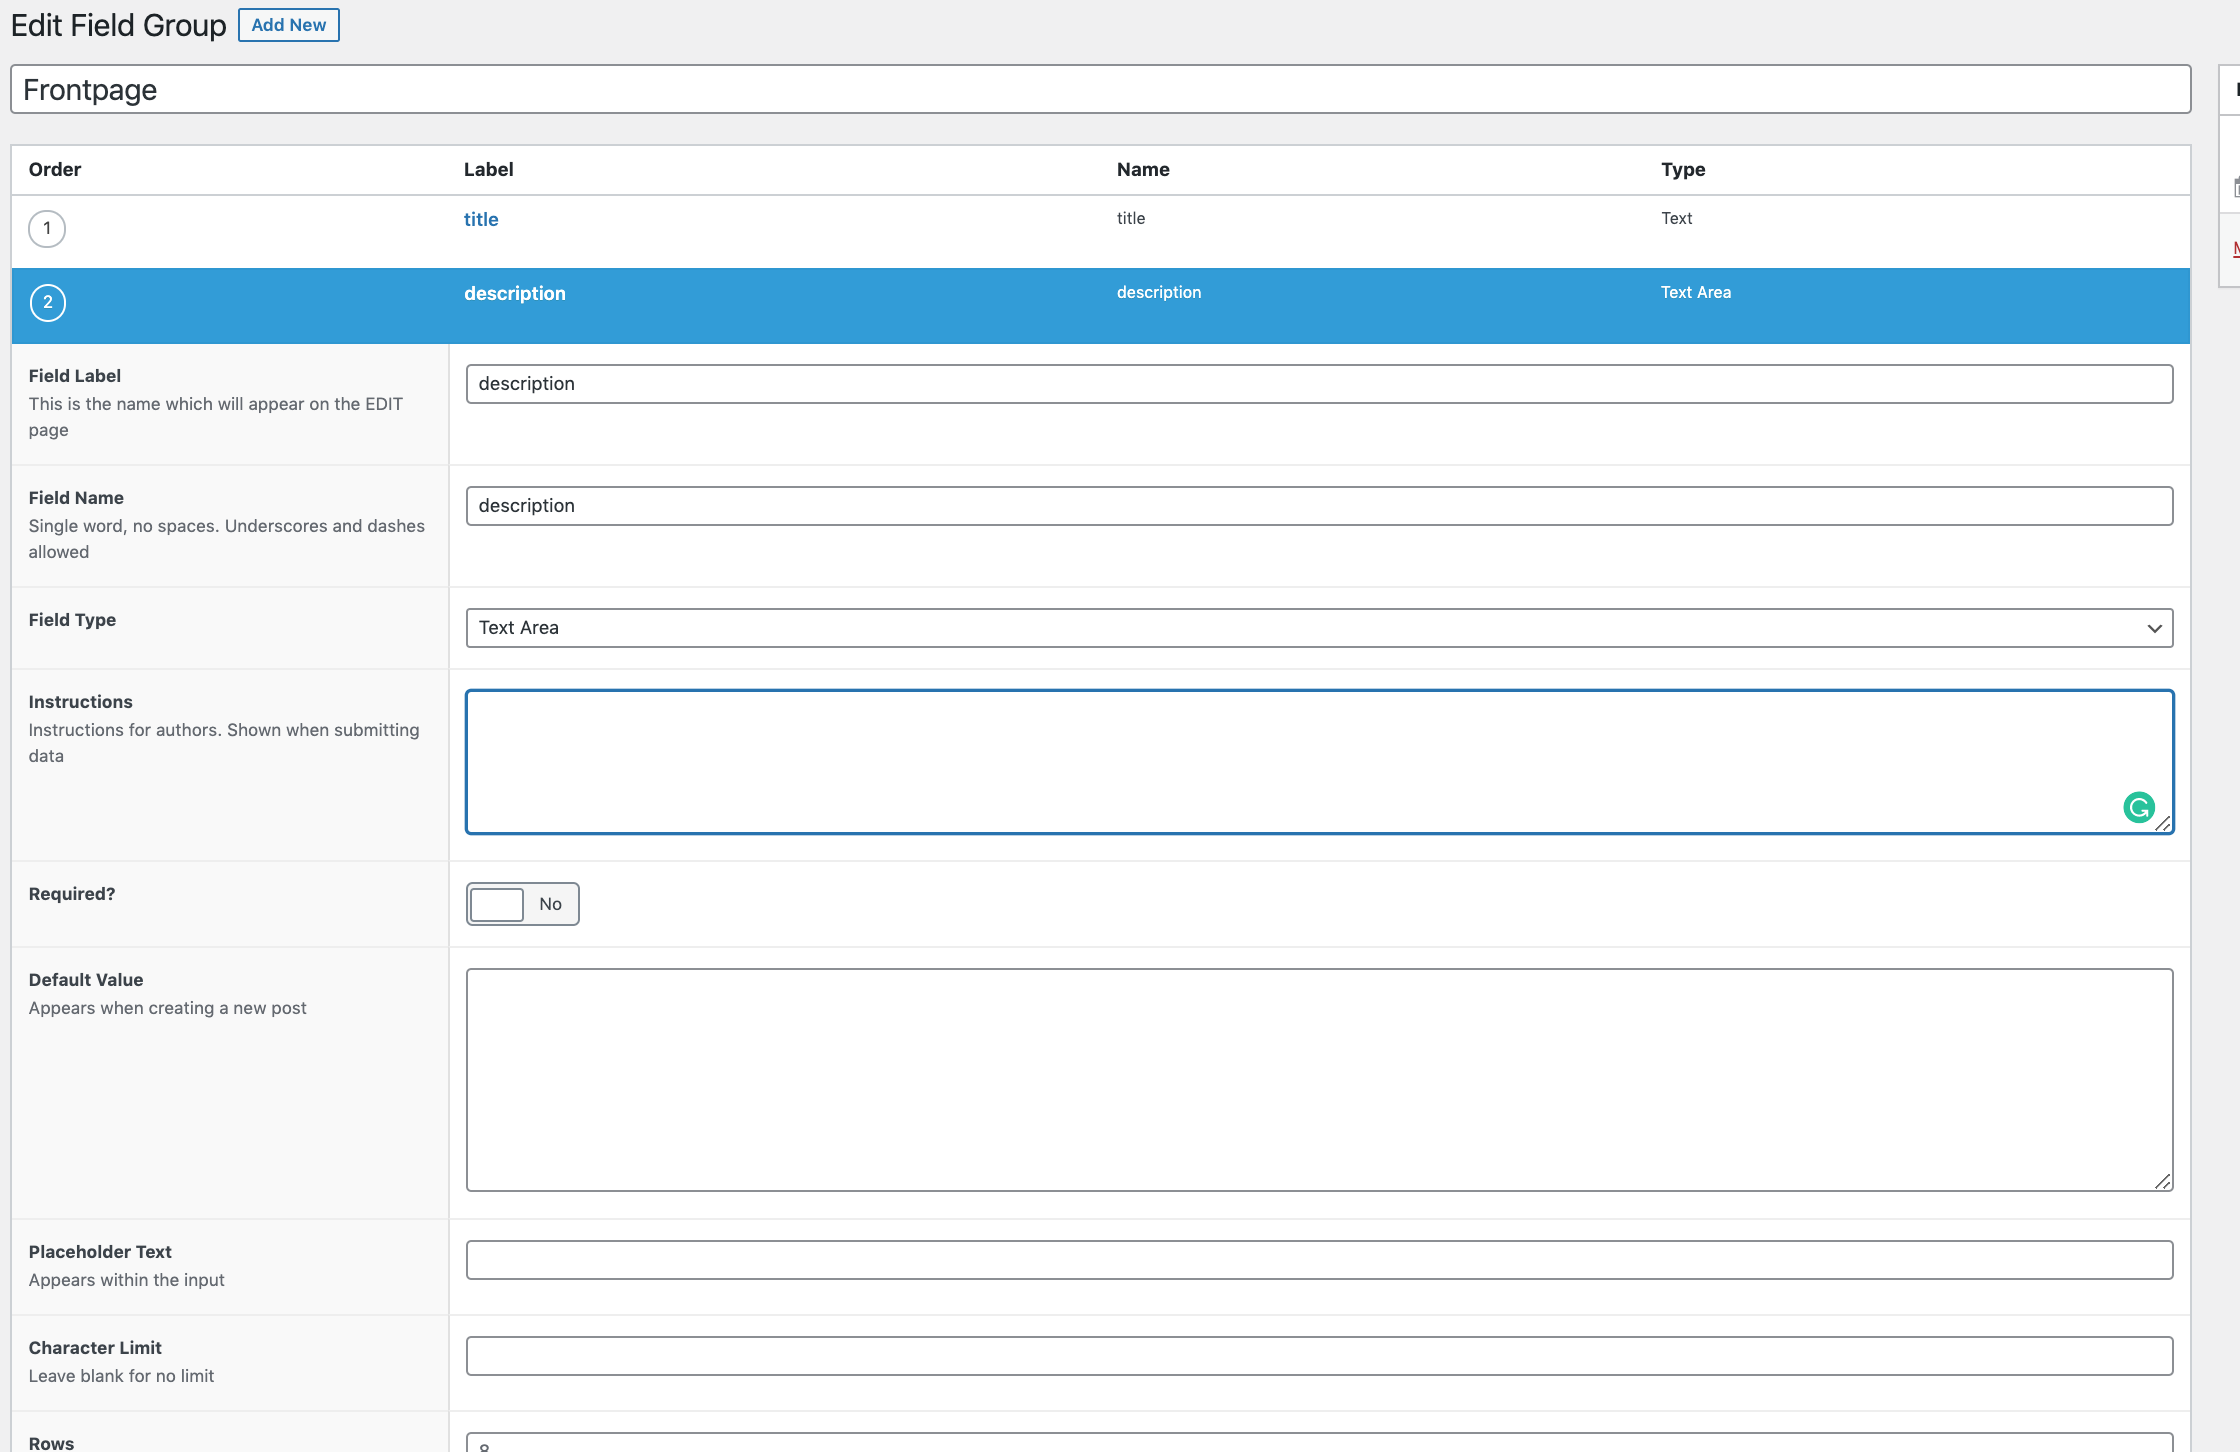 Edit Field Group Add New
Frontpage
Order Label Name Type
1 title title Text
2 description description Text Area
Field Label
This is the name which will appear on the EDIT
page
description
Field Name
Single word, no spaces. Underscores and dashes
allowed
description
Field Type
Text Area
Instructions
Instructions for authors. Shown when submitting
data
Required?
No
Default Value
Appears when creating a new post
Placeholder Text
Appears within the input
Character Limit
Leave blank for no limit
Rows